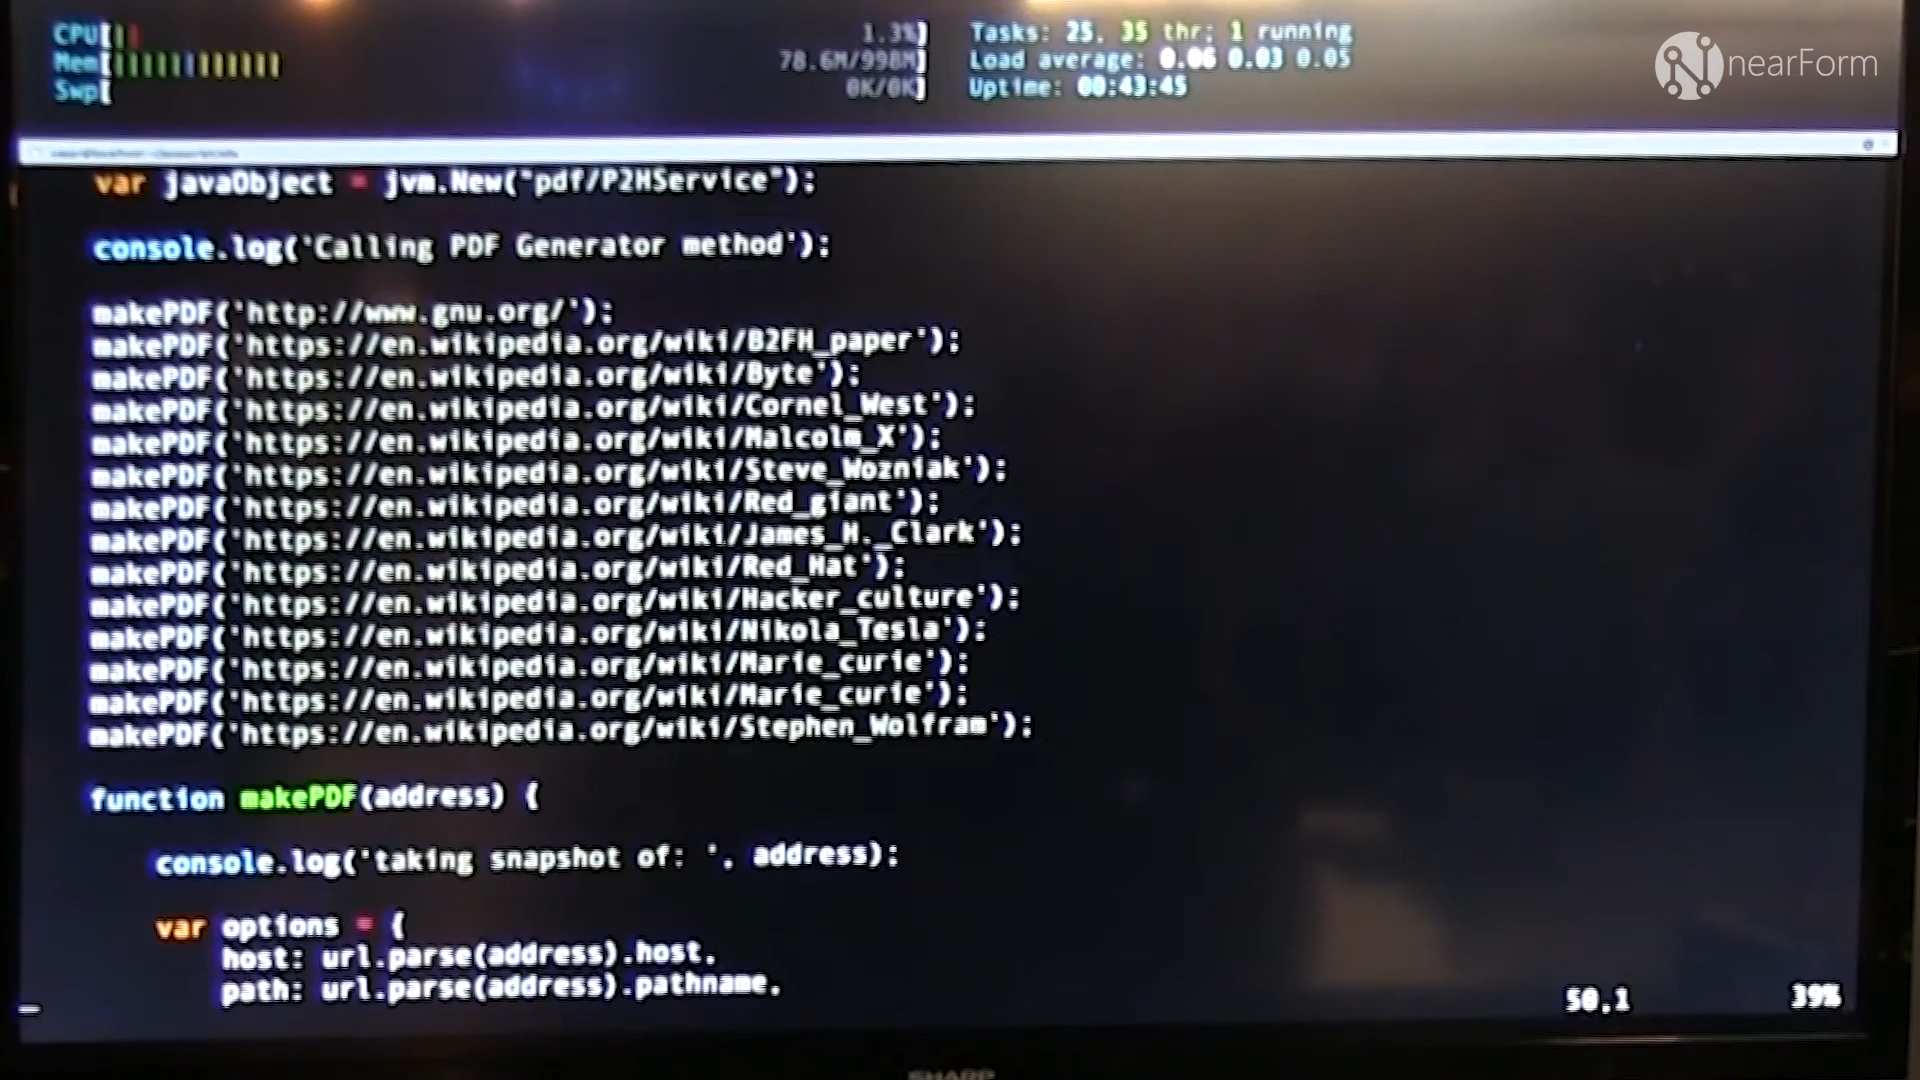 CPU[|| 1.3%]
Tasks: 25, 35 thr; 1 running
Mem[||||||||||||||| 78.6M/998M]
Load average: 0.06 0.03 0.05
Swp[ 0K/0K]
Uptime: 00:43:45
nearForm
var javaObject = jvm.New("pdf/P2HService");
console.log('Calling PDF Generator method');
makePDF('http://www.gnu.org/');
makePDF('https://en.wikipedia.org/wiki/B2FH_paper');
makePDF('https://en.wikipedia.org/wiki/Byte');
makePDF('https://en.wikipedia.org/wiki/Cornel_West');
makePDF('https://en.wikipedia.org/wiki/Malcolm_X');
makePDF('https://en.wikipedia.org/wiki/Steve_Wozniak');
makePDF('https://en.wikipedia.org/wiki/Red_giant');
makePDF('https://en.wikipedia.org/wiki/James_H._Clark');
makePDF('https://en.wikipedia.org/wiki/Red_Hat');
makePDF('https://en.wikipedia.org/wiki/Hacker_culture');
makePDF('https://en.wikipedia.org/wiki/Nikola_Tesla');
makePDF('https://en.wikipedia.org/wiki/Marie_curie');
makePDF('https://en.wikipedia.org/wiki/Marie_curie');
makePDF('https://en.wikipedia.org/wiki/Stephen_Wolfram');
function makePDF(address) {
console.log('taking snapshot of: ', address);
var options = {
host: url.parse(address).host,
path: url.parse(address).pathname,
50,1 39%
SHARP